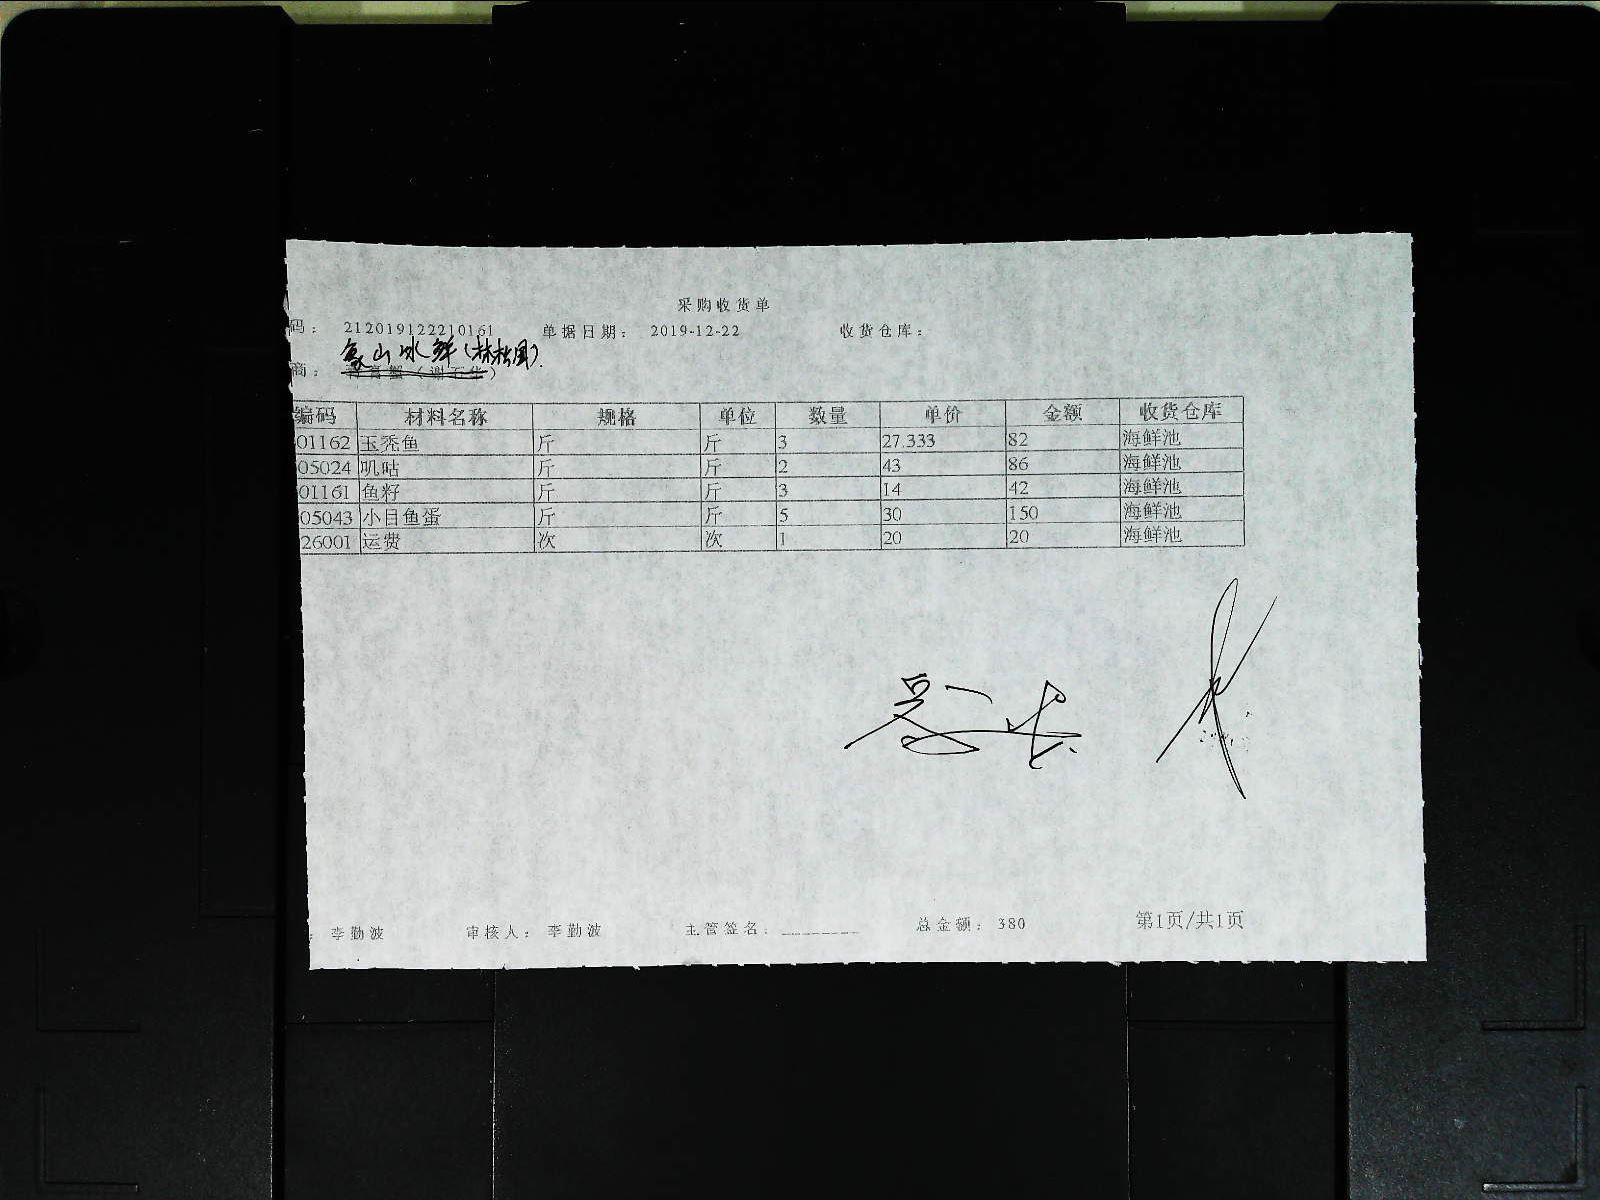 采购收货单
码： 212019122210161 单据日期： 2019-12-22 收货仓库：
象山冰鲜(林松国)
商：
编码 材料名称 规格 单位 数量 单价 金额 收货仓库
01162 玉秃鱼 斤 斤 3 27.333 82 海鲜池
05024 叽咕 斤 斤 2 43 86 海鲜池
01161 鱼籽 斤 斤 3 14 42 海鲜池
05043 小目鱼蛋 斤 斤 5 30 150 海鲜池
26001 运费 次 次 1 20 20 海鲜池
： 李勤波 审核人： 李勤波 主管签名： ________ 总金额： 380 第1页/共1页